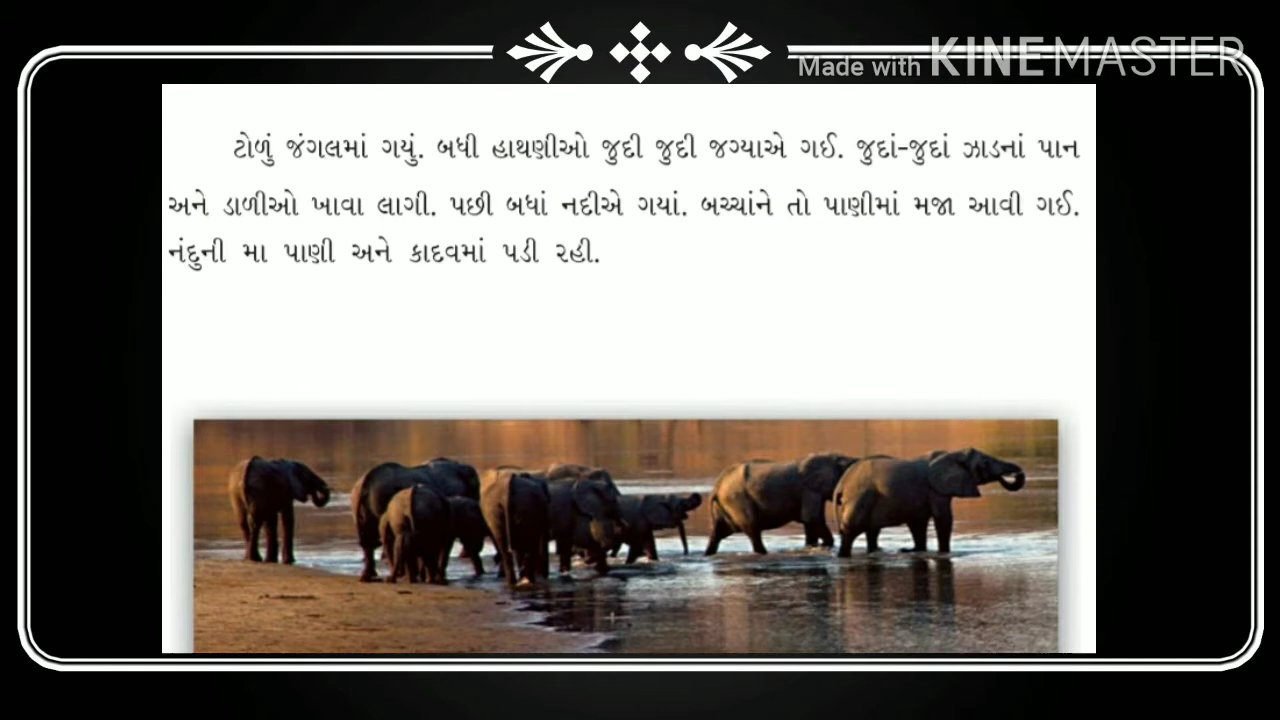 Made with KINEMASTER
ટોળું જંગલમાં ગયું. બધી હાથણીઓ જુદી જુદી જગ્યાએ ગઈ. જુદાં-જુદાં ઝાડનાં પાન
અને ડાળીઓ ખાવા લાગી. પછી બધાં નદીએ ગયાં. બચ્ચાંને તો પાણીમાં મજા આવી ગઈ.
નંદુની મા પાણી અને કાદવમાં પડી રહી.